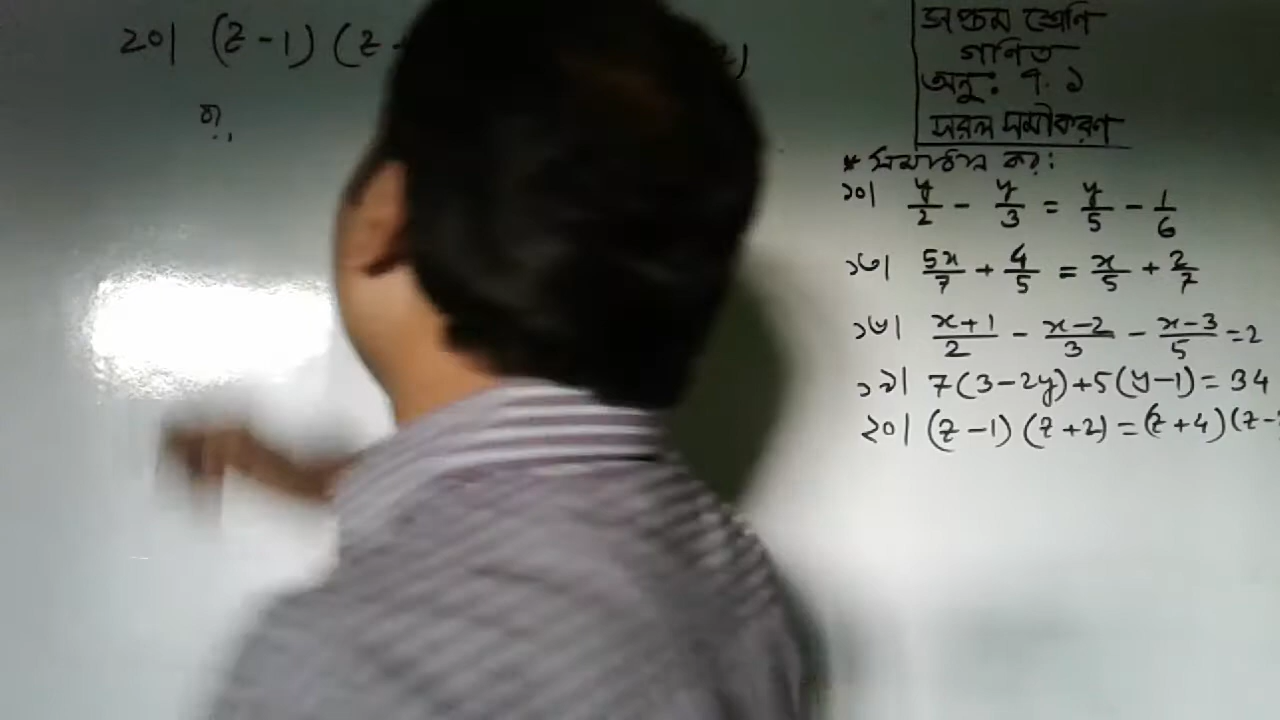 20| (z-1) (z+
সপ্তম শ্রেণি
গণিত
অনু: ৭.১
সরল সমীকরণ
* সমাধান কর:
১০| y/2 - y/3 = y/5 - 1/6
১৩| 5x/7 + 4/5 = x/5 + 2/7
১৬| x+1/2 - x-2/3 - x-3/5 = 2
১৯| 7(3-2y)+5(y-1) = 34
২০| (z-1) (z+2) = (z+4) (z-